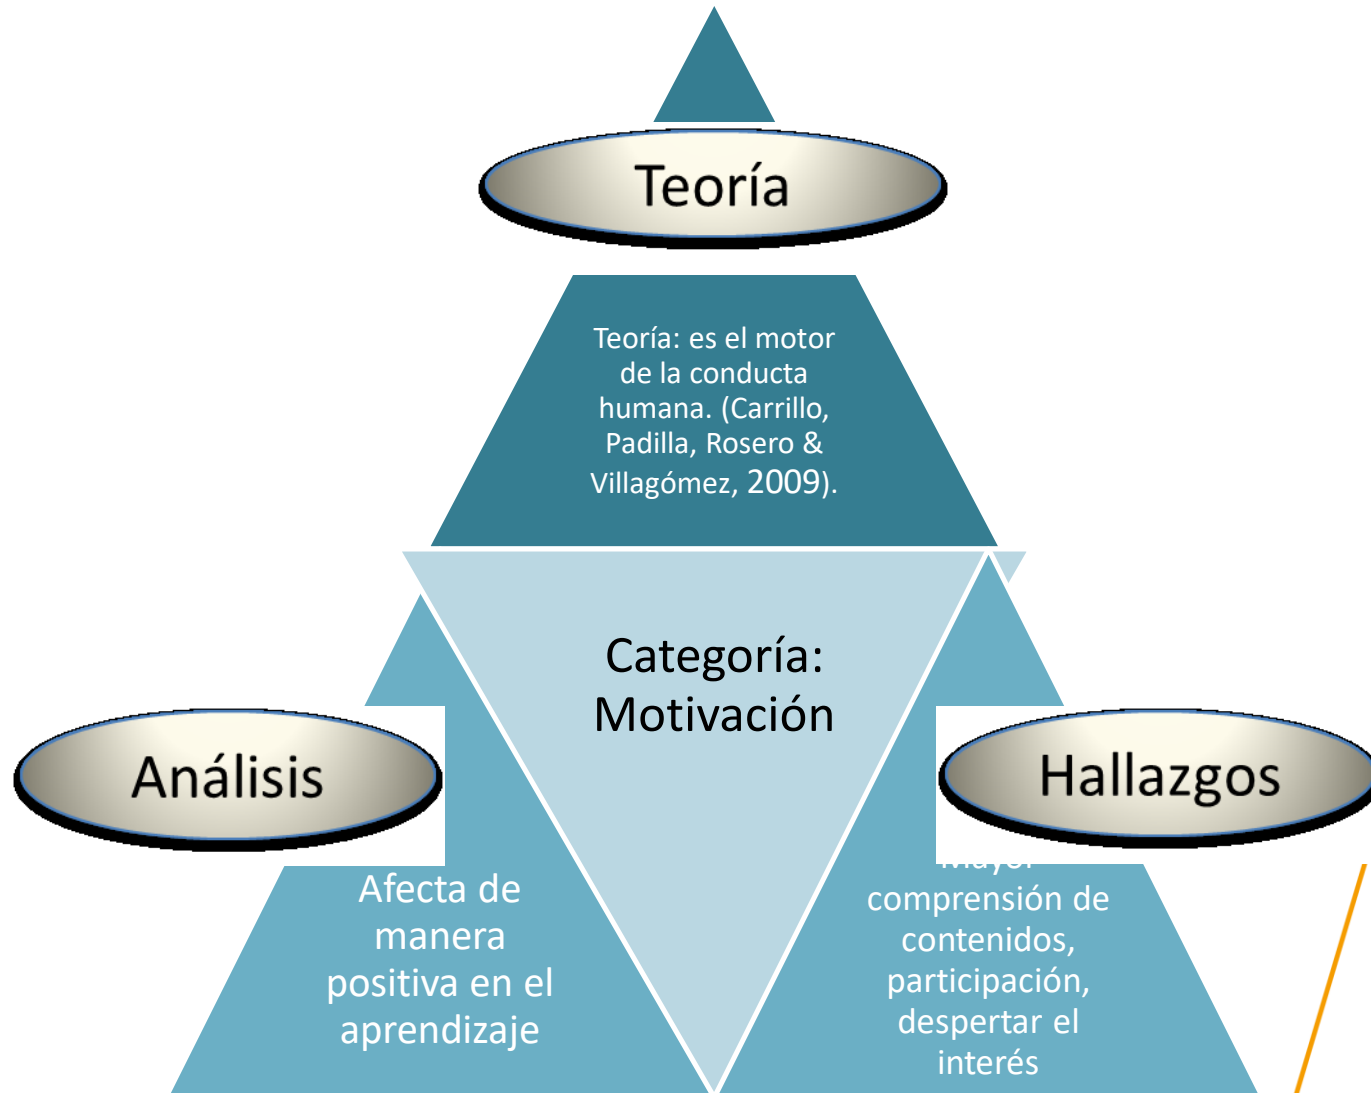 Teoría
Teoría: es el motor
de la conducta
humana. (Carrillo,
Padilla, Rosero &
Villagómez, 2009).
Categoría:
Motivación
Análisis
Afecta de
manera
positiva en el
aprendizaje
Hallazgos
Mayor
comprensión de
contenidos,
participación,
despertar el
interés